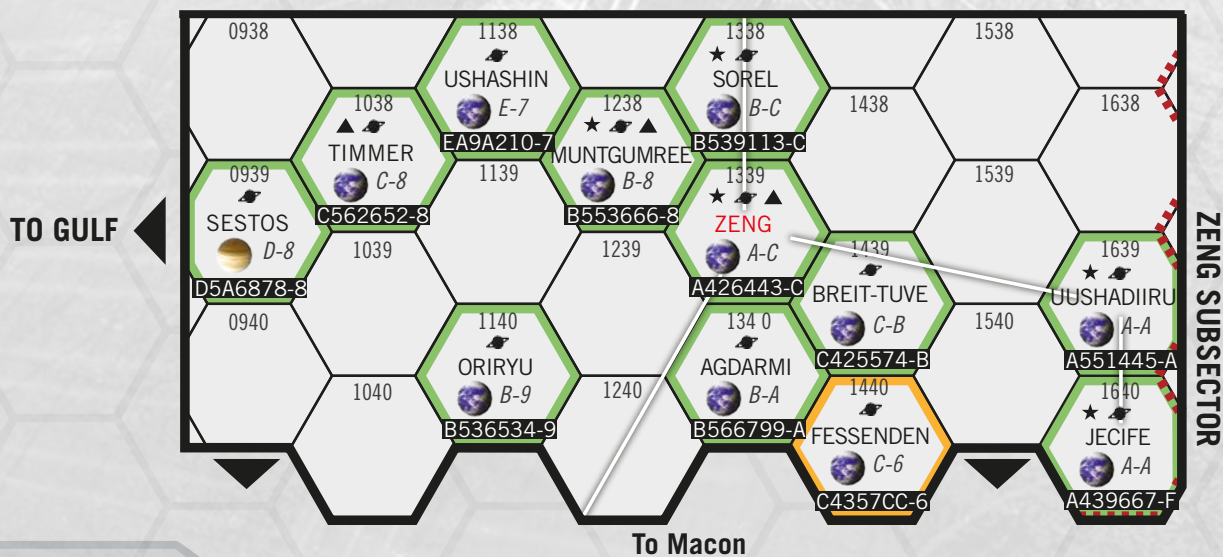 0938
1138
USHASHIN
E-7
EA9A210-7
1338
SOREL
B-C
B539113-C
1538
1038
TIMMER
C-8
C562652-8
1238
MUNTGUMREE
B-8
B553666-8
1438
1638
0939
SESTOS
D-8
D5A6878-8
1139
1339
ZENG
A-C
A426443-C
1539
TO GULF
1039
1239
1439
BREIT-TUVE
C-B
C425574-B
1639
UUSHADIIRU
A-A
A551445-A
ZENG SUBSECTOR
0940
1140
ORIRYU
B-9
B536534-9
134 0
AGDARMI
B-A
B566799-A
1540
1040
1240
1440
FESSENDEN
C-6
C4357CC-6
1640
JECIFE
A-A
A439667-F
To Macon